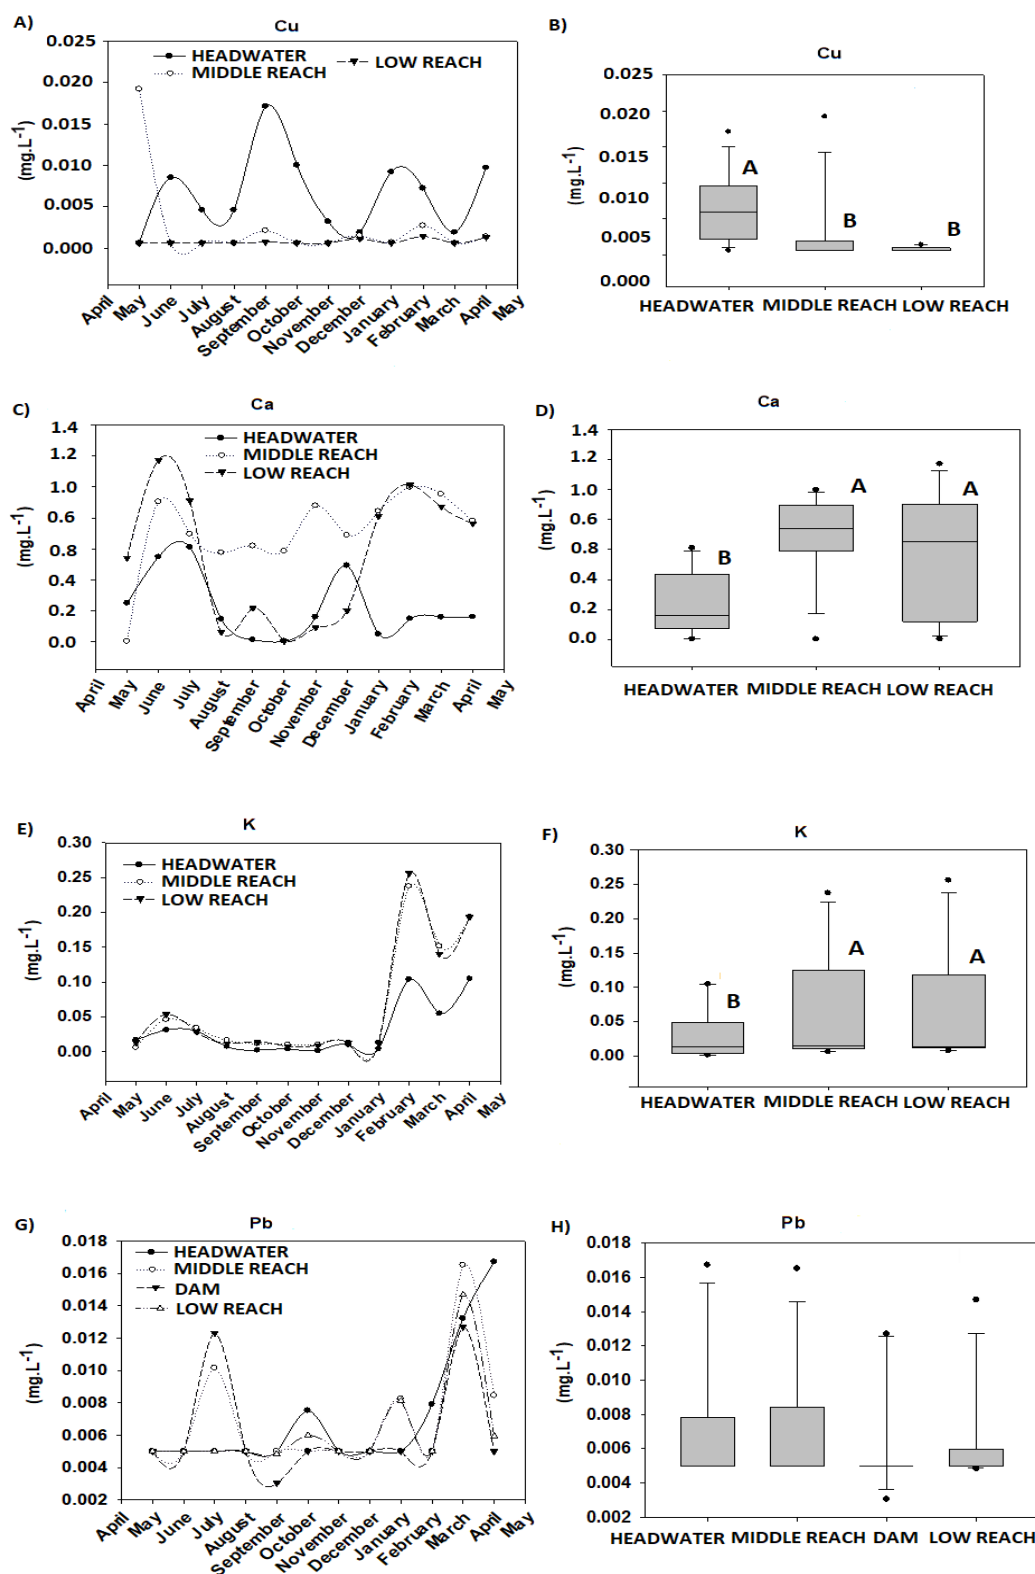 A)
Cu
HEADWATER
MIDDLE REACH
LOW REACH
(mg.L-1)
0.025
0.020
0.015
0.010
0.005
0.000
April
May
June
July
August
September
October
November
December
January
February
March
April
May
B)
Cu
(mg.L-1)
0.025
0.020
0.015
0.010
0.005
0.000
A
B
B
HEADWATER MIDDLE REACH LOW REACH
C)
Ca
HEADWATER
MIDDLE REACH
LOW REACH
(mg.L-1)
1.4
1.2
1.0
0.6
0.8
0.4
0.2
0.0
April
May
June
July
August
September
October
November
December
January
February
March
April
May
D)
Ca
(mg.L-1)
1.4
1.0
0.6
0.8
0.4
0.2
0.0
B
A
A
HEADWATER MIDDLE REACH LOW REACH
E)
K
HEADWATER
MIDDLE REACH
LOW REACH
(mg.L-1)
0.30
0.25
0.20
0.15
0.10
0.05
0.00
April
May
June
July
August
September
October
November
December
January
February
March
April
May
F)
K
(mg.L-1)
0.30
0.25
0.20
0.15
0.10
0.05
0.00
B
A
A
HEADWATER MIDDLE REACH LOW REACH
G)
Pb
HEADWATER
MIDDLE REACH
DAM
LOW REACH
(mg.L-1)
0.018
0.016
0.014
0.012
0.010
0.008
0.006
0.004
0.002
April
May
June
July
August
September
October
November
December
January
February
March
April
May
H)
Pb
(mg.L-1)
0.018
0.016
0.014
0.012
0.010
0.008
0.006
0.004
0.002
HEADWATER MIDDLE REACH DAM LOW REACH